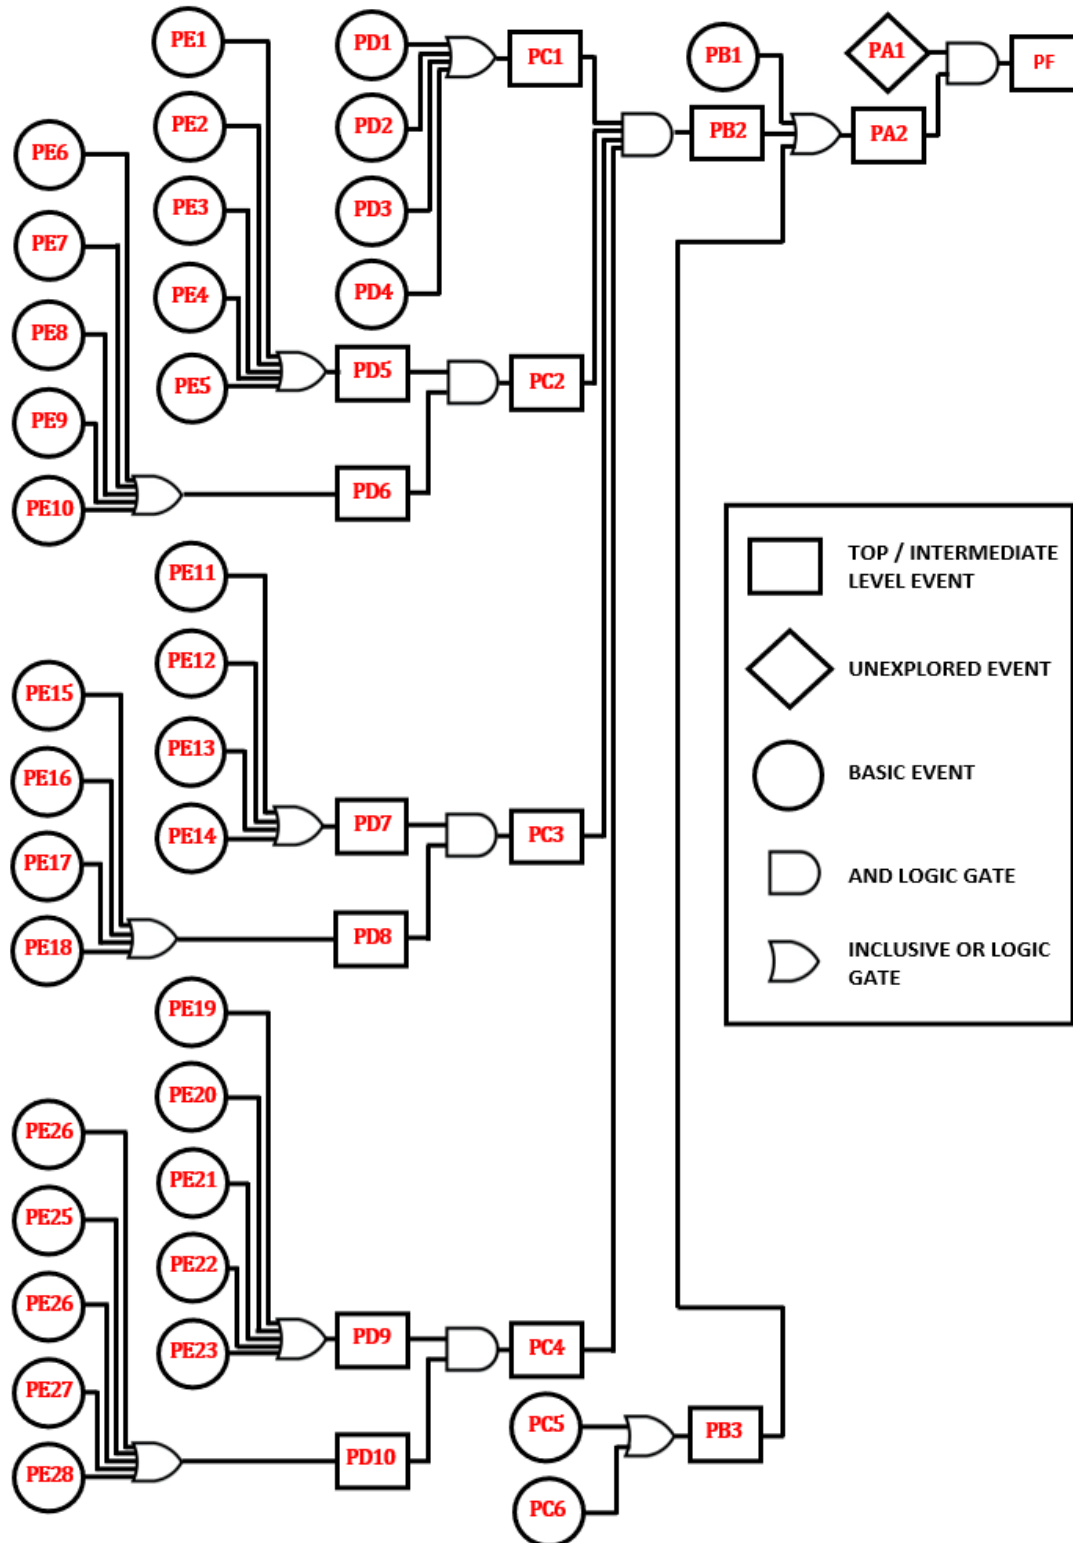 PE1
PD1
PC1
PB1
PA1
PF
PE2
PD2
PB2
PA2
PE6
PE3
PD3
PE7
PE4
PD4
PE8
PE5
PD5
PC2
PE9
PD6
PE10
PE11
TOP / INTERMEDIATE
LEVEL EVENT
PE12
UNEXPLORED EVENT
PE15
PE13
BASIC EVENT
PE16
PE14
PD7
PC3
PE17
AND LOGIC GATE
PE18
PD8
INCLUSIVE OR LOGIC
GATE
PE19
PE20
PE26
PE21
PE25
PE22
PE26
PE23
PD9
PC4
PE27
PC5
PB3
PD10
PE28
PC6